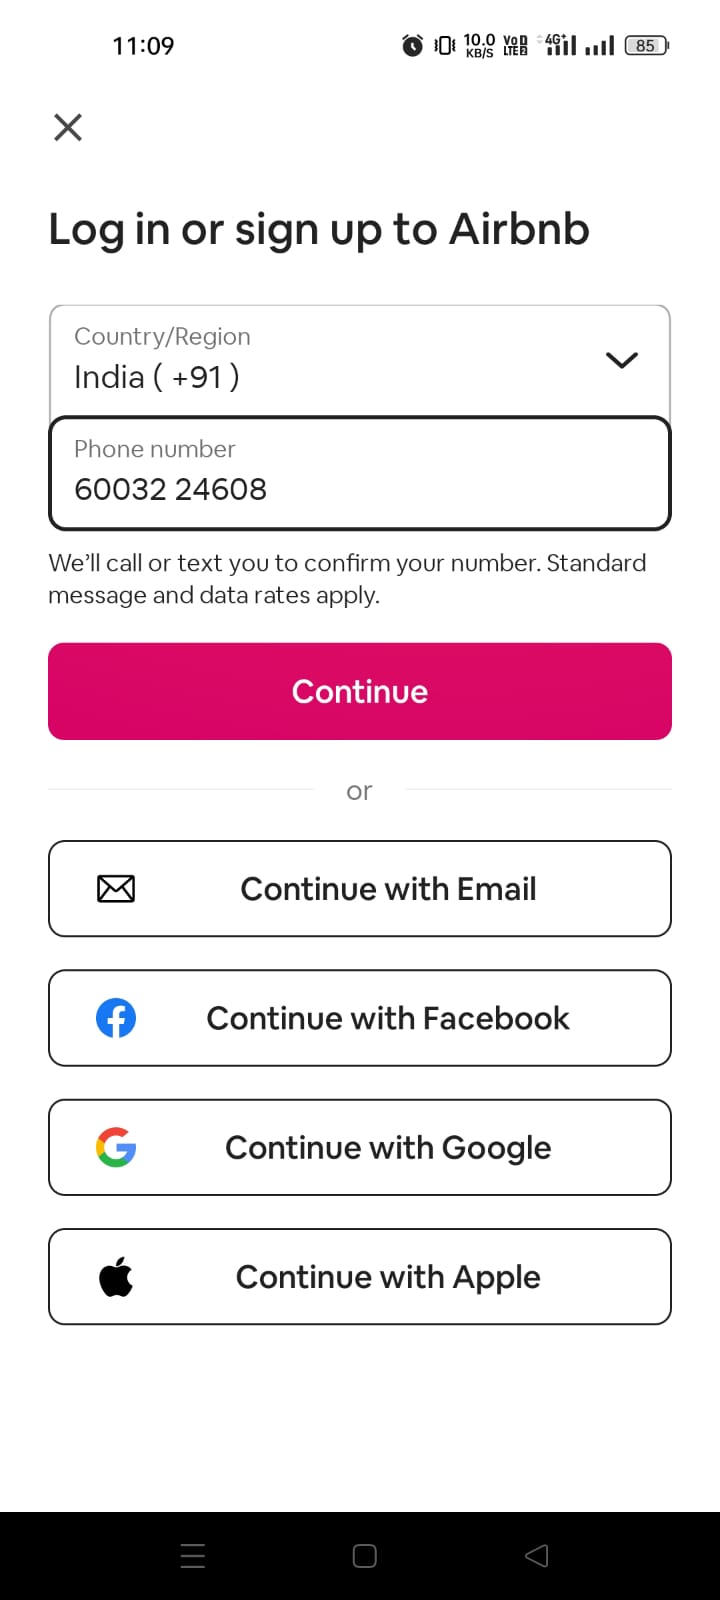 11:09
10.0
KB/S
VoD
LTE2
4G+
85
Log in or sign up to Airbnb
Country/Region
India ( +91 )
Phone number
60032 24608
We’ll call or text you to confirm your number. Standard
message and data rates apply.
Continue
or
Continue with Email
Continue with Facebook
Continue with Google
Continue with Apple